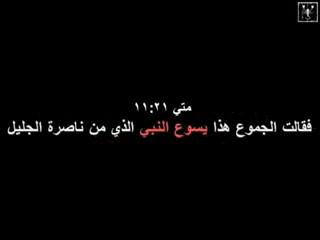 متي ١١:٢١
فقالت الجموع هذا يسوع النبي الذي من ناصرة الجليل